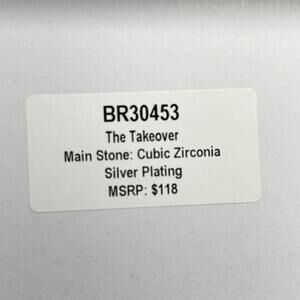 BR30453
The Takeover
Main Stone: Cubic Zirconia
Silver Plating
MSRP: $118